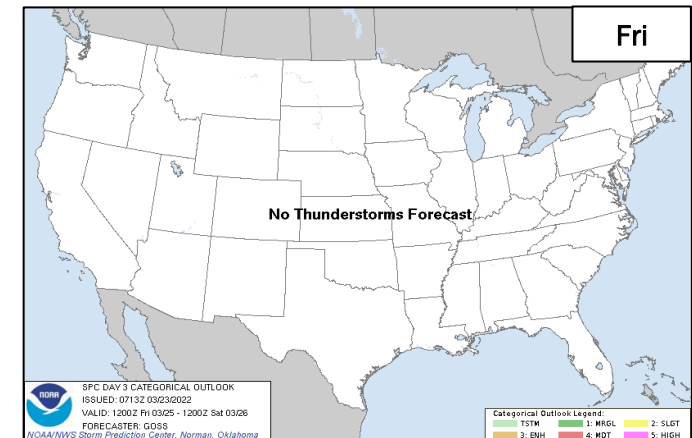 Fri
No Thunderstorms Forecast
NOAA
SPC DAY 3 CATEGORICAL OUTLOOK
ISSUED: 0713Z 03/23/2022
VALID: 1200Z Fri 03/25 - 1200Z Sat 03/26
FORECASTER: GOSS
NOAA/NWS Storm Prediction Center, Norman, Oklahoma
Categorical Outlook Legend:
TSTM 1: MRGL 2: SLGT
3: ENH 4: MDT 5: HIGH